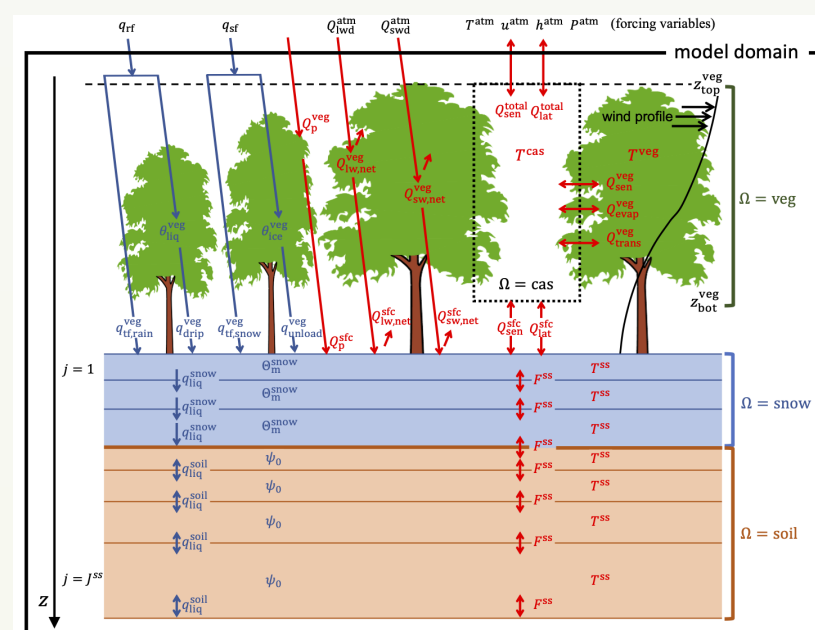 q_rf q_sf Q_lwd^atm Q_swd^atm T^atm u^atm h^atm P^atm (forcing variables)
model domain
z_top^veg
Q_p^veg Q_sen^total Q_lat^total
wind profile
Q_lw,net^veg T^cas T^veg
Q_sen^veg
Q_sw,net^veg Ω = veg
Q_evap^veg
θ_liq^veg θ_ice^veg
Q_trans^veg
Ω = cas
z_bot^veg
q_tf,rain^veg q_drip^veg q_tf,snow^veg q_unload^veg Q_p^sfc Q_lw,net^sfc Q_sw,net^sfc Q_sen^sfc Q_lat^sfc
j = 1 Θ_m^snow T^ss
q_liq^snow F^ss
Θ_m^snow T^ss
q_liq^snow F^ss Ω = snow
Θ_m^snow T^ss
q_liq^snow
F^ss
ψ_0 T^ss
q_liq^soil F^ss
ψ_0 T^ss
q_liq^soil F^ss
ψ_0 T^ss
Ω = soil
q_liq^soil F^ss
j = J^ss ψ_0 T^ss
z
q_liq^soil F^ss